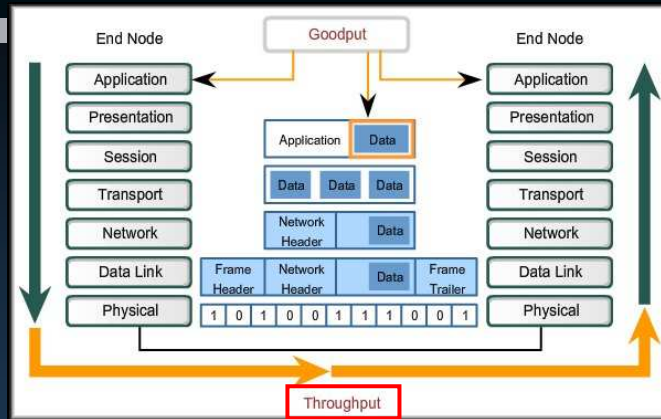 Goodput
End Node
End Node
Application
Application
Presentation
Presentation
Application Data
Session
Session
Data Data Data
Transport
Transport
Network Header Data
Network
Network
Frame Header Network Header Data Frame Trailer
Data Link
Data Link
Physical
1 0 1 0 0 1 1 1 0 0 1
Physical
Throughput